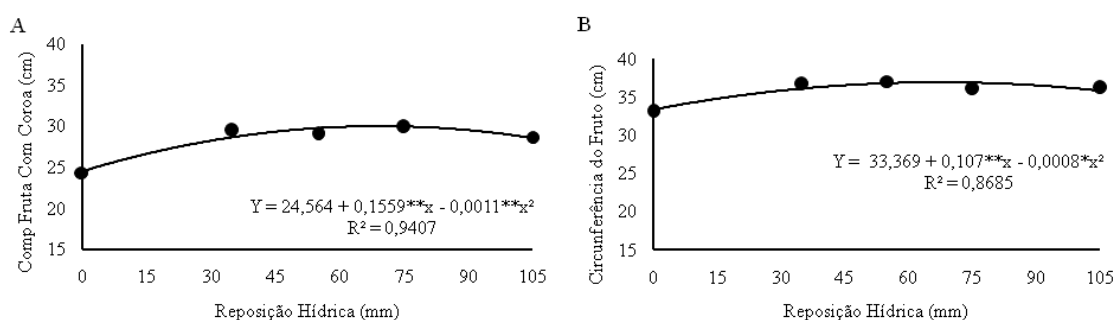 A
Comp Fruta Com Coroa (cm)
40
35
30
25
20
15
Y = 24,564 + 0,1559**x - 0,0011**x²
R² = 0,9407
0 15 30 45 60 75 90 105
Reposição Hídrica (mm)
B
Circunferência do Fruto (cm)
40
35
30
25
20
15
Y = 33,369 + 0,107**x - 0,0008*x²
R² = 0,8685
0 15 30 45 60 75 90 105
Reposição Hídrica (mm)